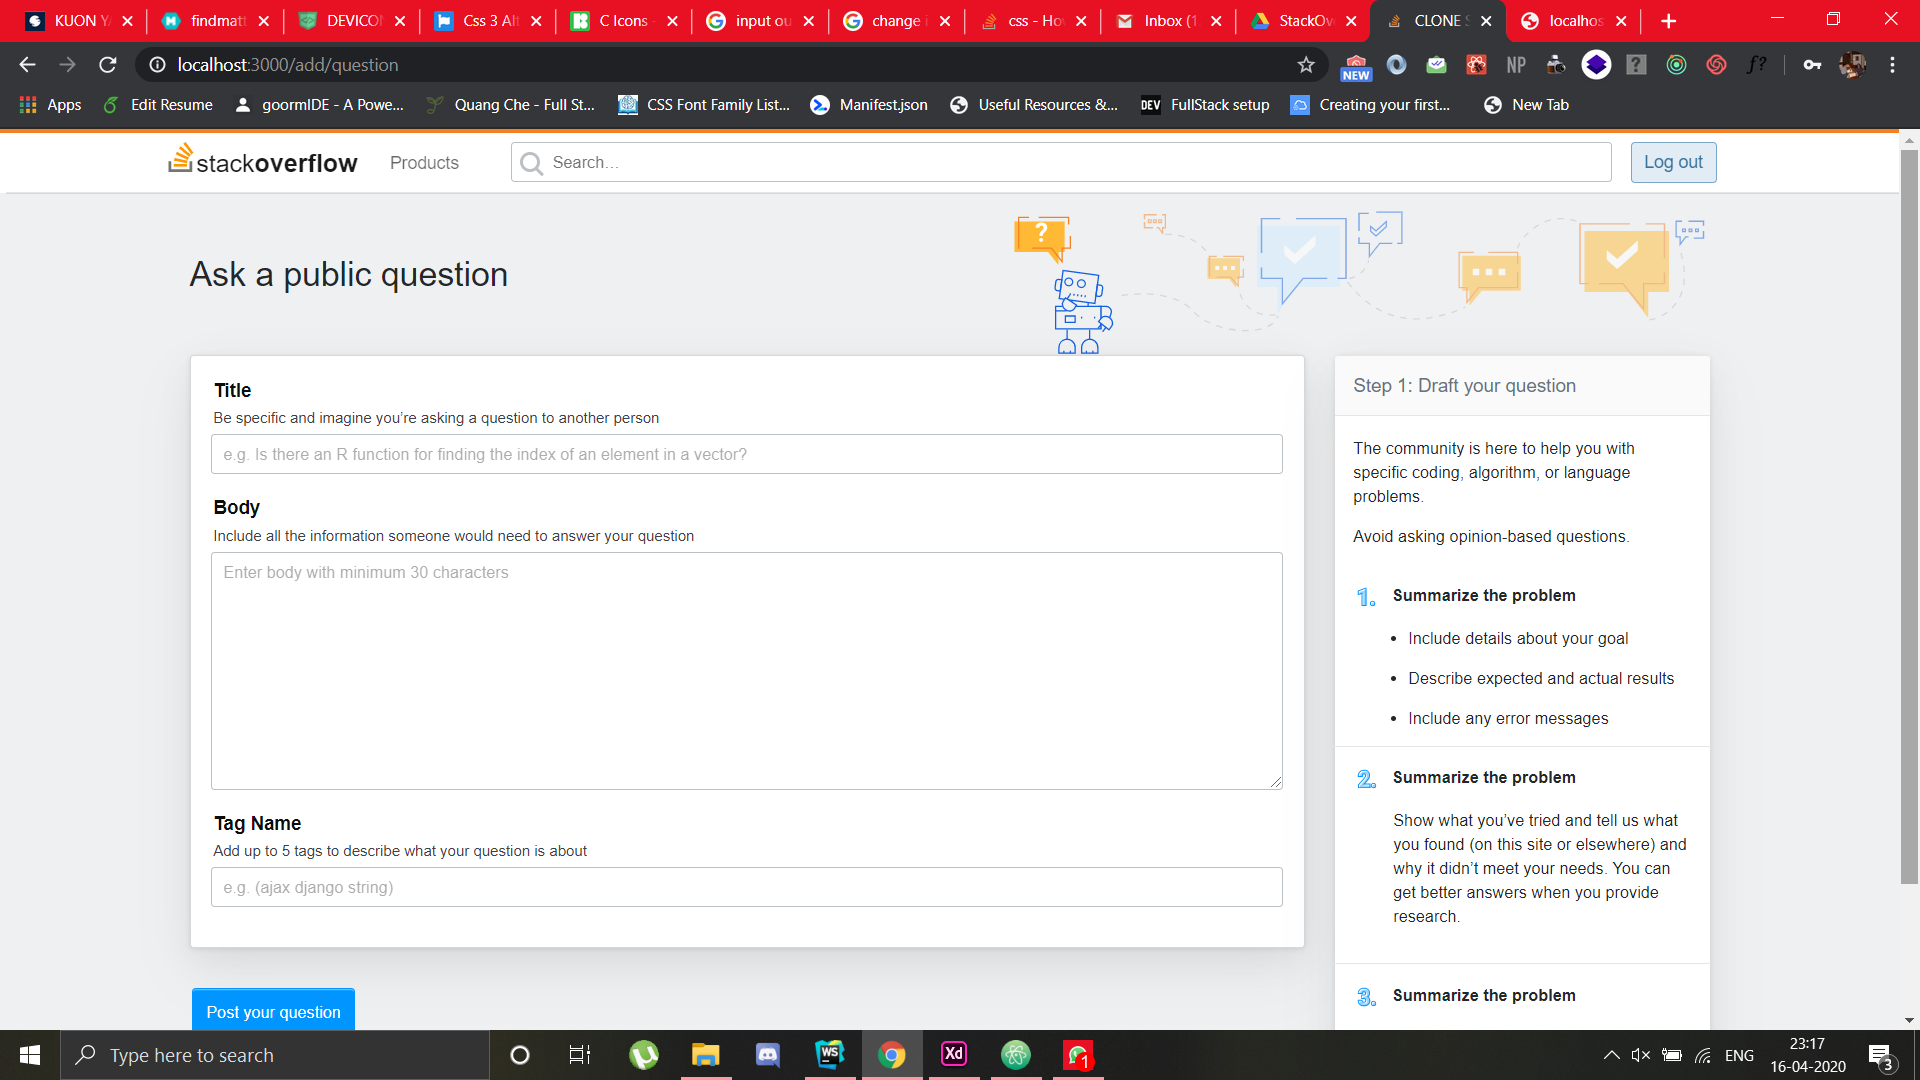 KUON Y
findmatt
DEVICON
Css 3 Alt
C Icons -
input ou
change i
css - How
Inbox (1
StackOve
CLONE S
localhos
localhost:3000/add/question
NEW
NP
f?
Apps
Edit Resume
goormIDE - A Powe...
Quang Che - Full St...
CSS Font Family List...
Manifest.json
Useful Resources &...
DEV
FullStack setup
Creating your first...
New Tab
stackoverflow
Products
Search...
Log out
?
Ask a public question
Title
Be specific and imagine you’re asking a question to another person
e.g. Is there an R function for finding the index of an element in a vector?
Body
Include all the information someone would need to answer your question
Enter body with minimum 30 characters
Tag Name
Add up to 5 tags to describe what your question is about
e.g. (ajax django string)
Post your question
Step 1: Draft your question
The community is here to help you with
specific coding, algorithm, or language
problems.
Avoid asking opinion-based questions.
1. Summarize the problem
• Include details about your goal
• Describe expected and actual results
• Include any error messages
2. Summarize the problem
Show what you’ve tried and tell us what
you found (on this site or elsewhere) and
why it didn’t meet your needs. You can
get better answers when you provide
research.
3. Summarize the problem
Type here to search
WS
Xd
1
ENG
23:17
16-04-2020
3